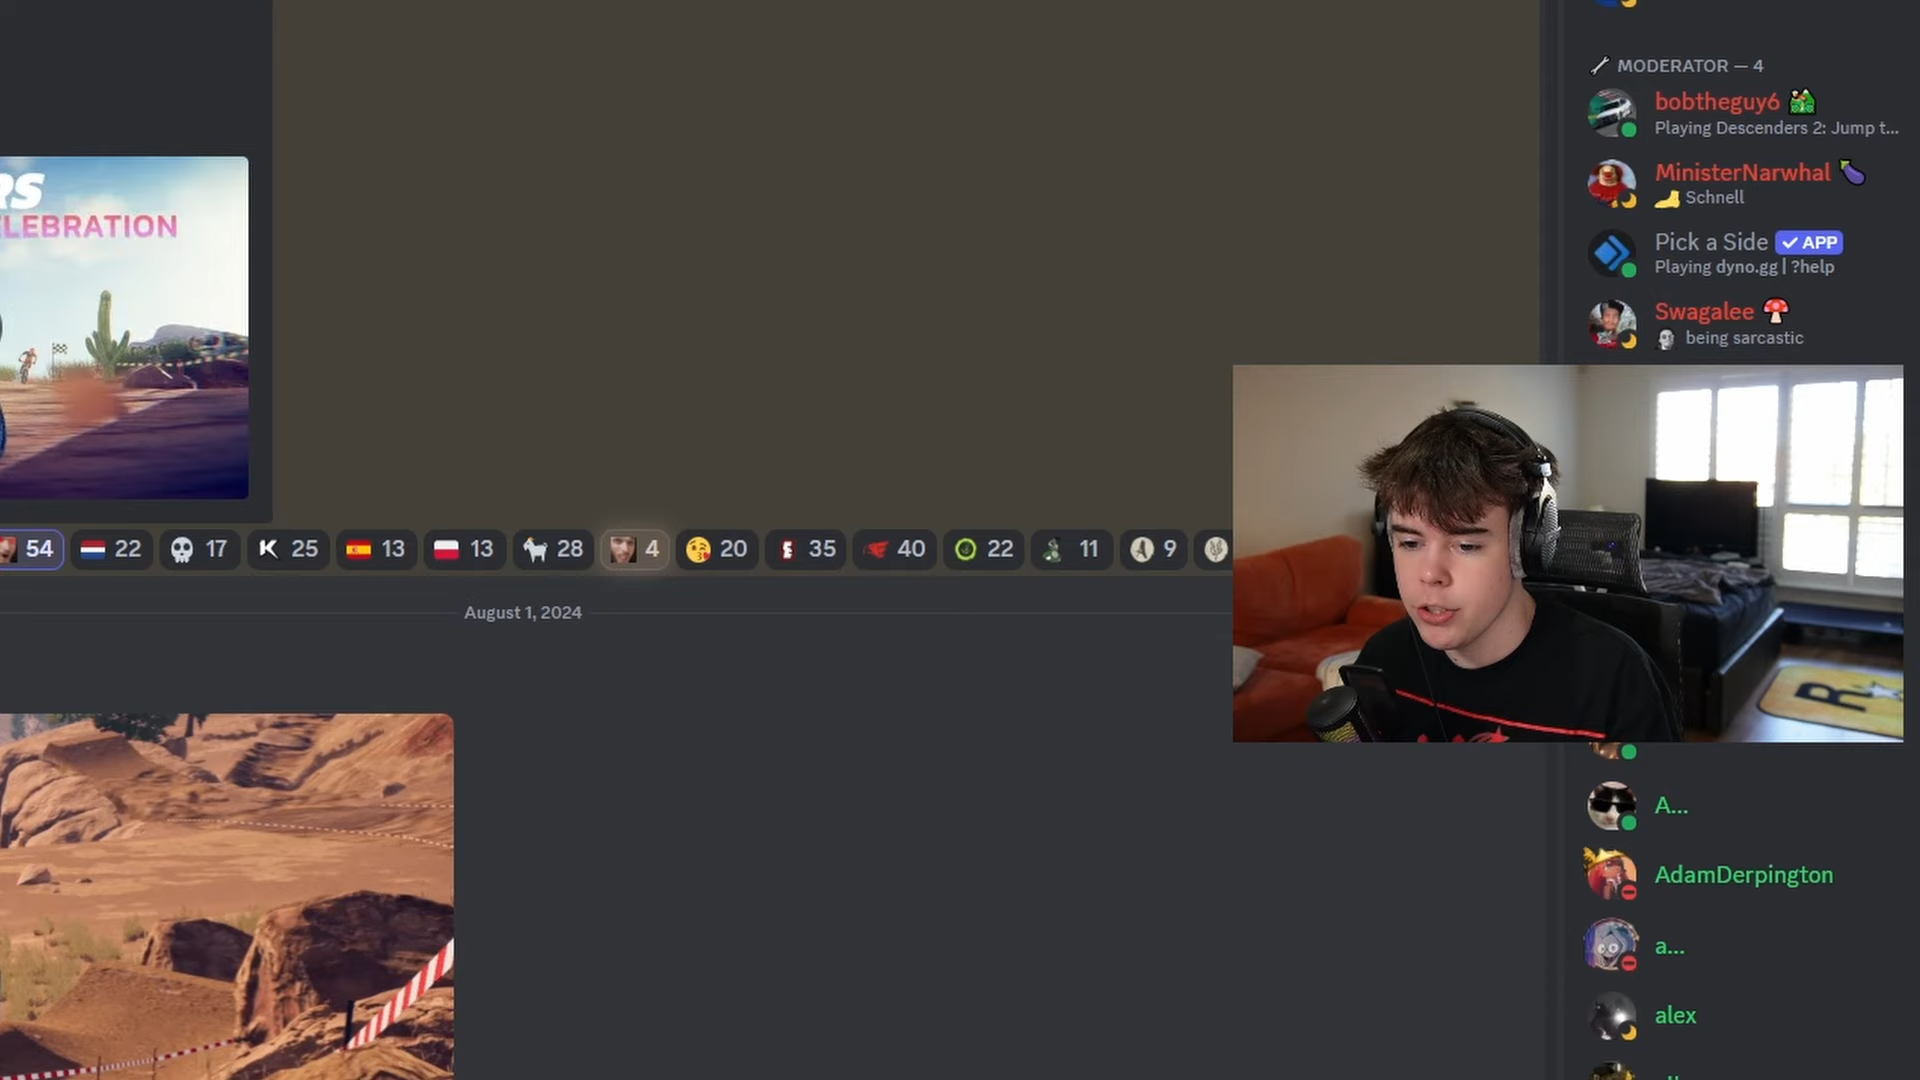 RS
ELEBRATION
54 22 17 25 13 13 28 4 20 35 40 22 11 9
August 1, 2024
MODERATOR — 4
bobtheguy6
Playing Descenders 2: Jump t...
MinisterNarwhal
Schnell
Pick a Side ✓ APP
Playing dyno.gg | ?help
Swagalee
being sarcastic
R
A...
AdamDerpington
a...
alex